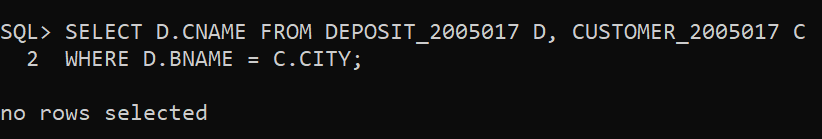 SQL> SELECT D.CNAME FROM DEPOSIT_2005017 D, CUSTOMER_2005017 C
  2  WHERE D.BNAME = C.CITY;
no rows selected